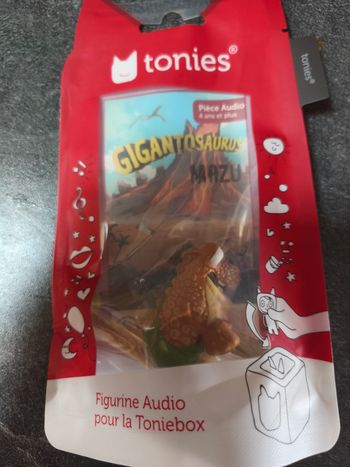 tonies®
tonies®
Pièce Audio
4 ans et plus
GIGANTOSAURUS
MAZU
Figurine Audio
pour la Toniebox